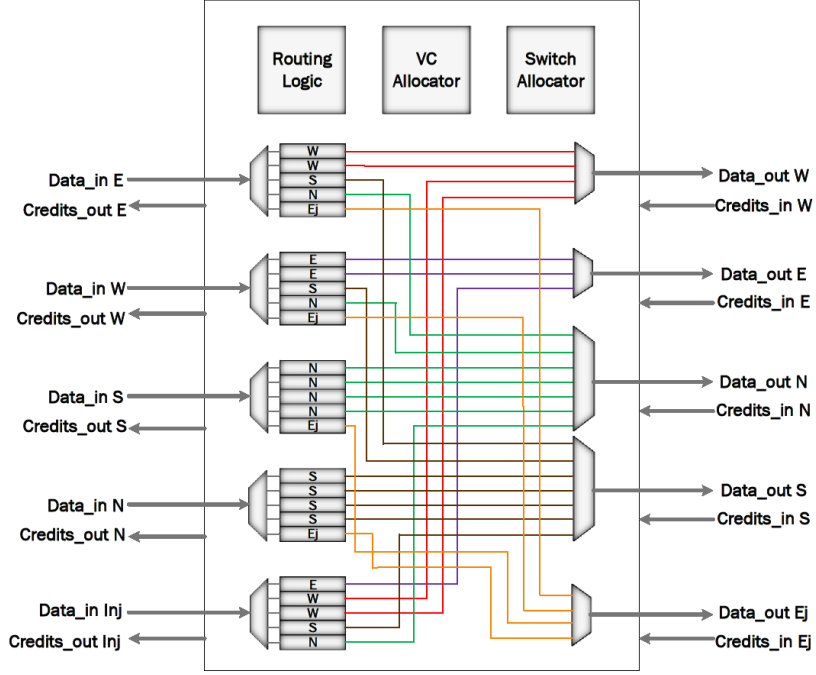 Routing
Logic
VC
Allocator
Switch
Allocator
Data_in E
Credits_out E
W
W
S
N
Ej
Data_out W
Credits_in W
Data_in W
Credits_out W
E
E
S
N
Ej
Data_out E
Credits_in E
Data_in S
Credits_out S
N
N
N
N
Ej
Data_out N
Credits_in N
Data_in N
Credits_out N
S
S
S
S
Ej
Data_out S
Credits_in S
Data_in Inj
Credits_out Inj
E
W
W
S
N
Data_out Ej
Credits_in Ej